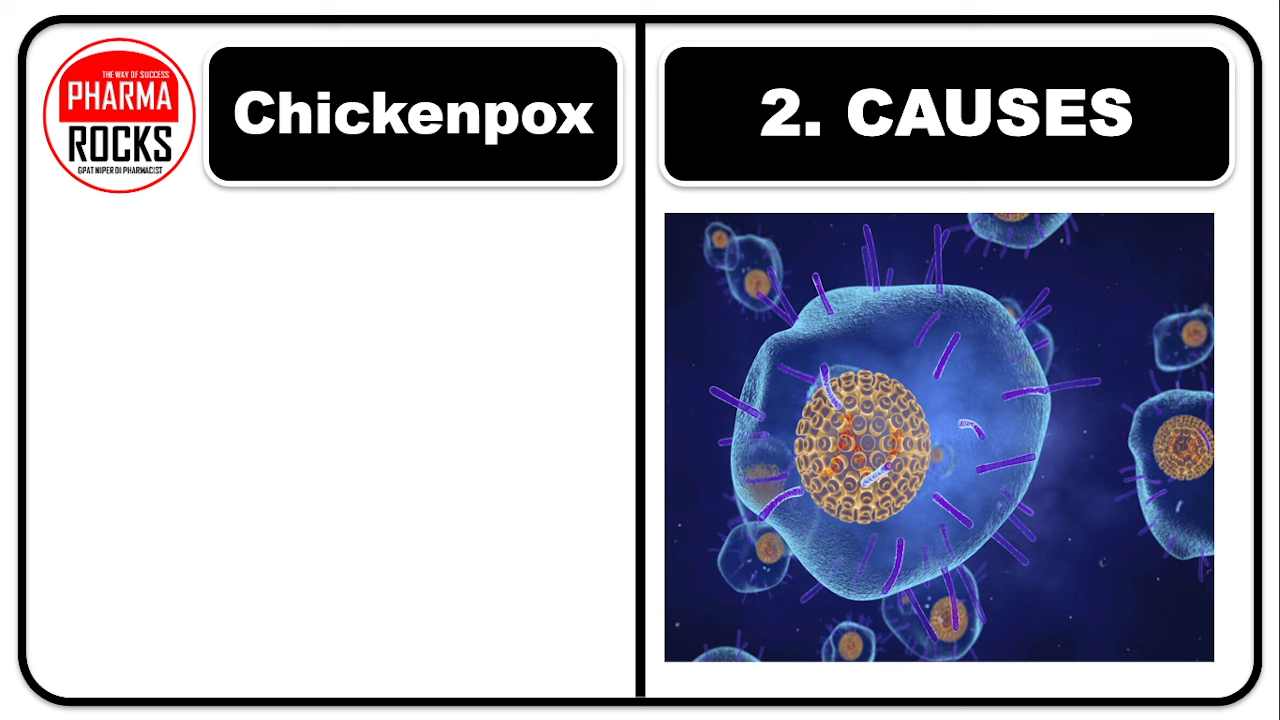 THE WAY OF SUCCESS
PHARMA
ROCKS
GPAT NIPER DI PHARMACIST
Chickenpox
2. CAUSES